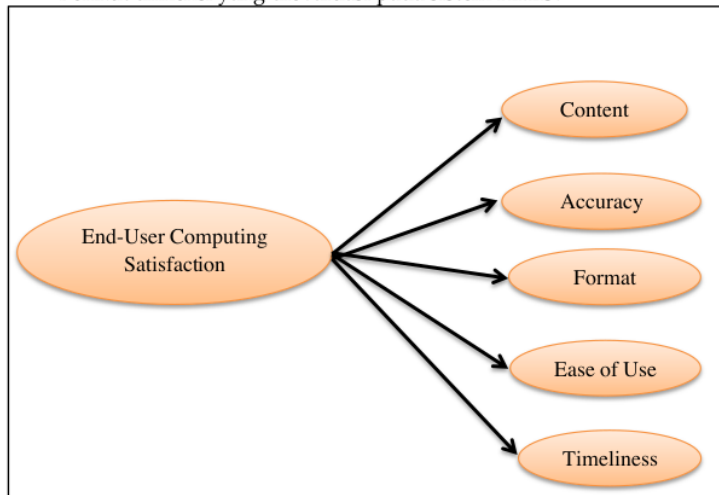 End-User Computing
Satisfaction
Content
Accuracy
Format
Ease of Use
Timeliness